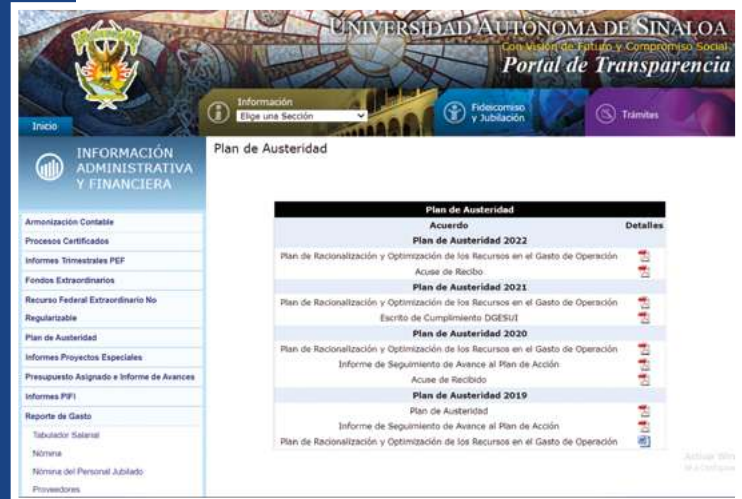 UNIVERSIDAD AUTÓNOMA DE SINALOA
Con Visión de Futuro y Compromiso Social
Portal de Transparencia
Inicio
Información
Elige una Sección
Fideicomiso
y Jubilación
Trámites
INFORMACIÓN
ADMINISTRATIVA
Y FINANCIERA
Armonización Contable
Procesos Certificados
Informes Trimestrales PEF
Fondos Extraordinarios
Recurso Federal Extraordinario No
Regularizable
Plan de Austeridad
Informes Proyectos Especiales
Presupuesto Asignado e Informe de Avances
Informes PIFI
Reporte de Gasto
Tabulador Salarial
Nómina
Nómina del Personal Jubilado
Proveedores
Plan de Austeridad
Plan de Austeridad
Acuerdo Detalles
Plan de Austeridad 2022
Plan de Racionalización y Optimización de los Recursos en el Gasto de Operación
Acuse de Recibo
Plan de Austeridad 2021
Plan de Racionalización y Optimización de los Recursos en el Gasto de Operación
Escrito de Cumplimiento DGESUI
Plan de Austeridad 2020
Plan de Racionalización y Optimización de los Recursos en el Gasto de Operación
Informe de Seguimiento de Avance al Plan de Acción
Acuse de Recibido
Plan de Austeridad 2019
Plan de Austeridad
Informe de Seguimiento de Avance al Plan de Acción
Plan de Racionalización y Optimización de los Recursos en el Gasto de Operación